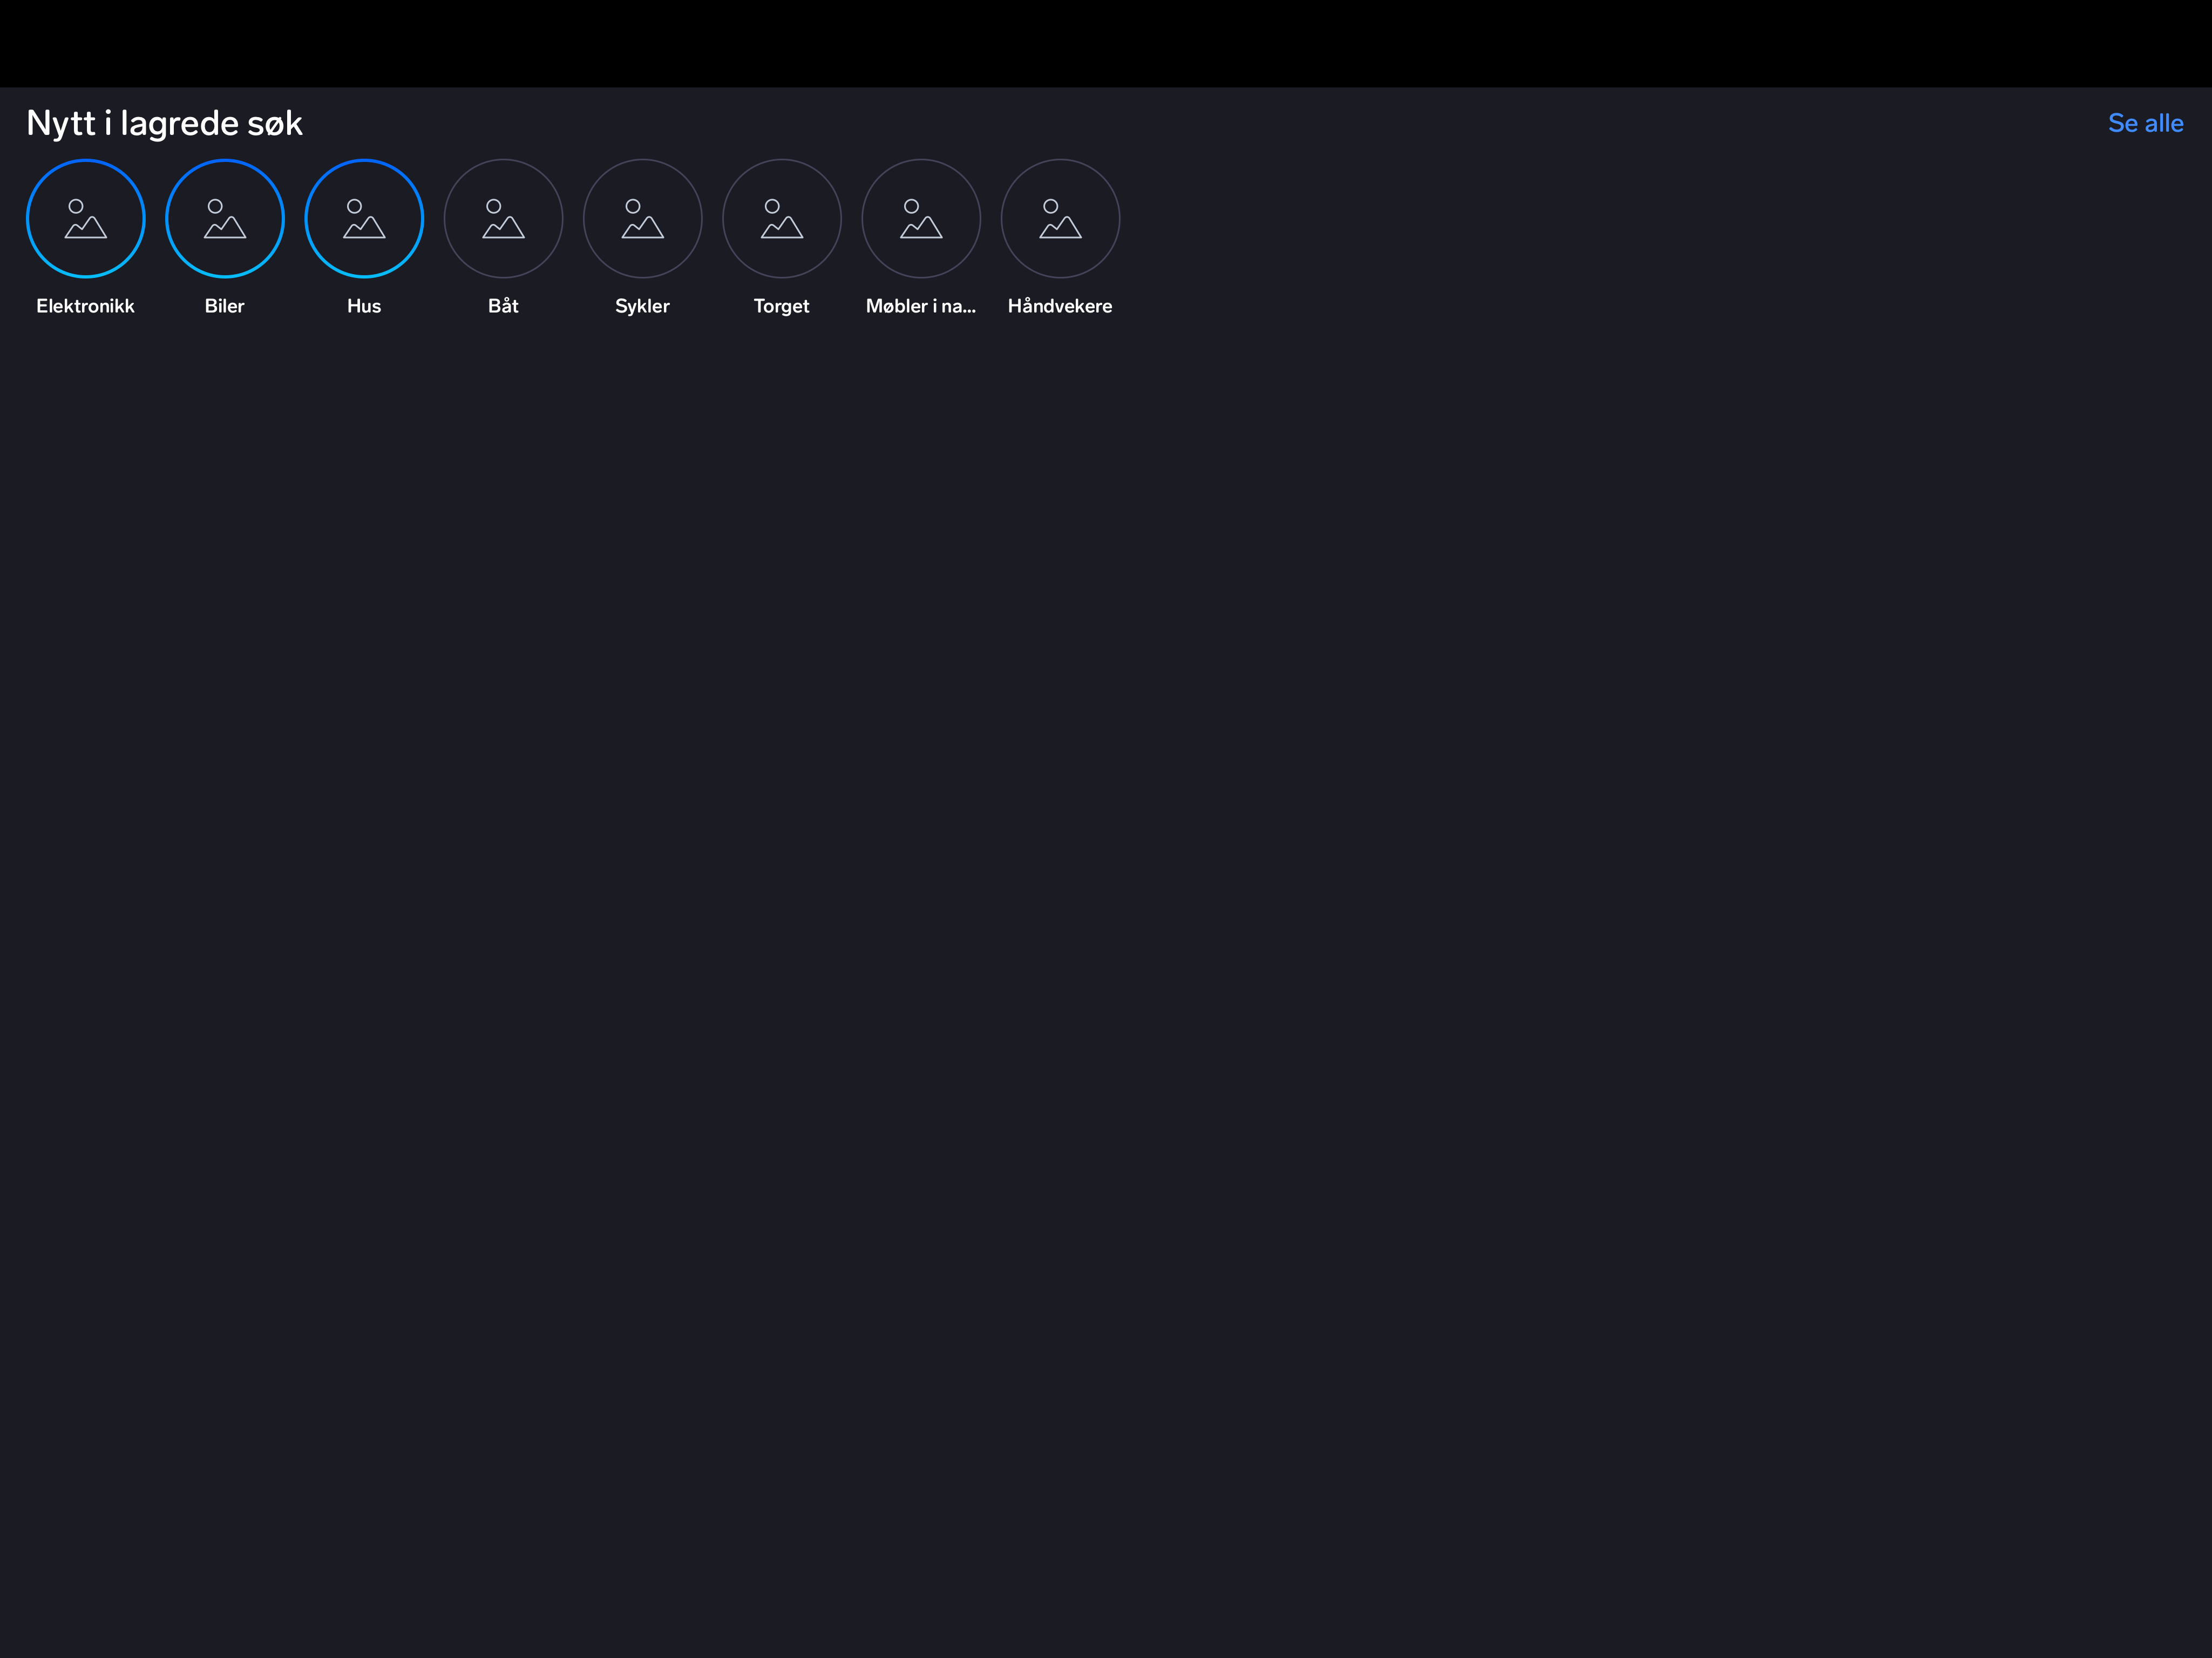 Nytt i lagrede søk
Se alle
Elektronikk
Biler
Hus
Båt
Sykler
Torget
Møbler i na...
Håndvekere